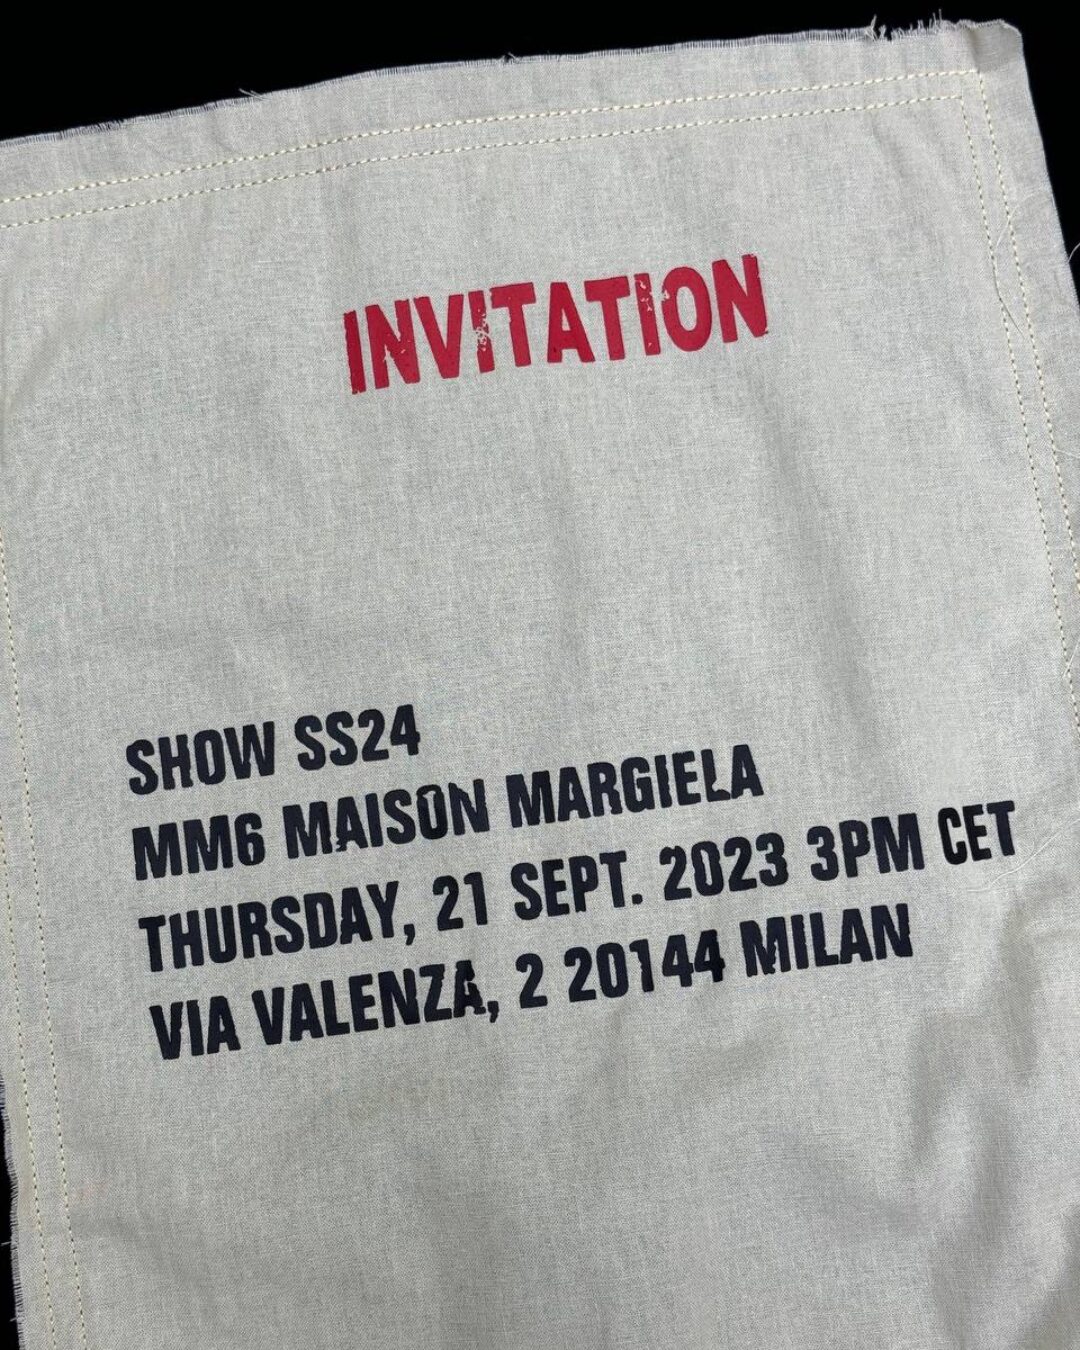 INVITATION
SHOW SS24
MM6 MAISON MARGIELA
THURSDAY, 21 SEPT. 2023 3PM CET
VIA VALENZA, 2 20144 MILAN